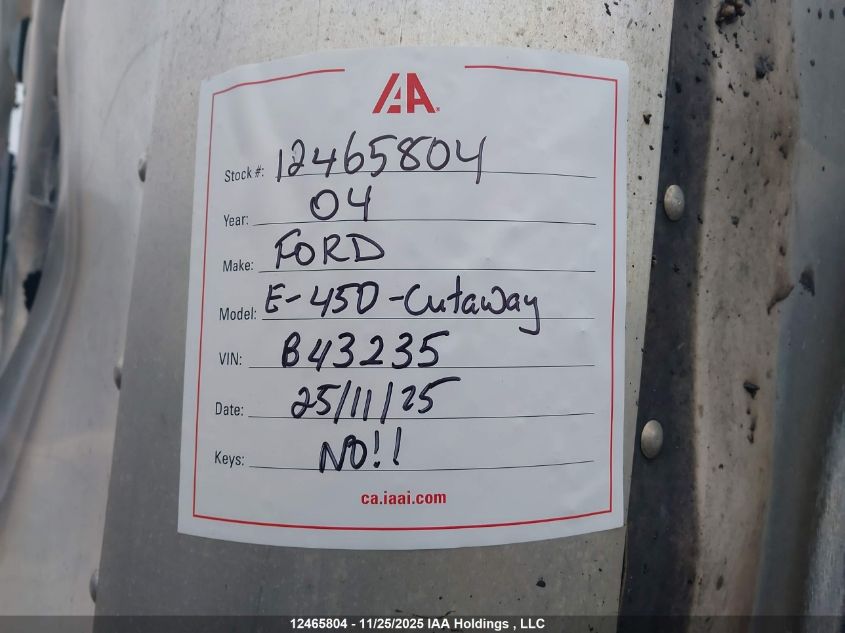 IAA
Stock #: 12465804
Year: 04
Make: FORD
Model: E-450-Cutaway
VIN: B43235
Date: 25/11/25
Keys: NO!!
ca.iaai.com
12465804 - 11/25/2025 IAA Holdings , LLC